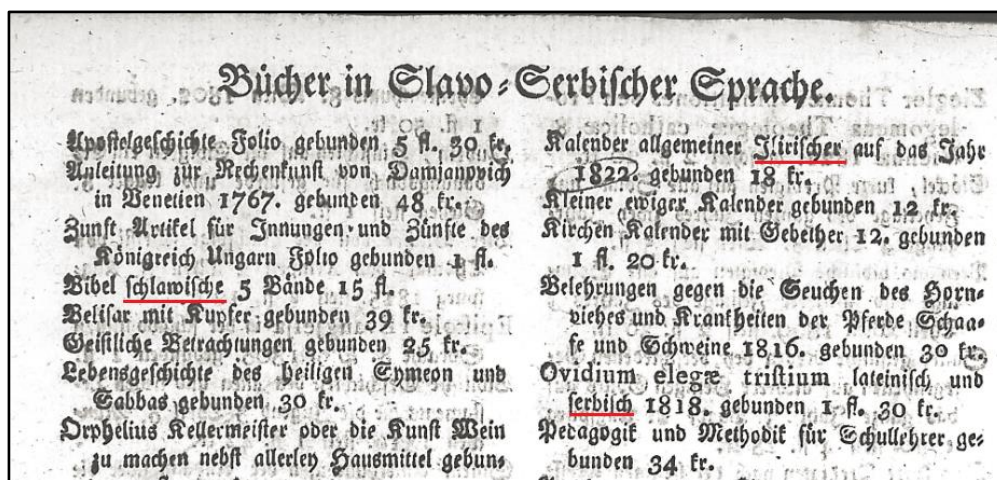 Bücher in Slavo-Serbischer Sprache.
Apostelgeschichte Folio gebunden 5 fl. 30 kr.
Anleitung zur Rechenkunst von Damjanovich
in Venetien 1767. gebunden 48 kr.
Zunft Artikel für Innungen und Zünfte des
Königreich Ungarn Folio gebunden 1 fl.
Bibel schlawische 5 Bände 15 fl.
Belisar mit Kupfer gebunden 39 kr.
Geistliche Betrachtungen gebunden 25 kr.
Lebensgeschichte des heiligen Symeon und
Sabbas gebunden 30 kr.
Orphelius Kellermeister oder die Kunst Wein
zu machen nebst allerley Hausmittel gebun-
Kalender allgemeiner Ilirischer auf das Jahr
1822. gebunden 18 kr.
Kleiner ewiger Kalender gebunden 12 kr.
Kirchen Kalender mit Gebether 12. gebunden
1 fl. 20 kr.
Belehrungen gegen die Seuchen des Horn-
viehes und Krankheiten der Pferde Schaa-
fe und Schweine 1816. gebunden 30 kr.
Ovidium elegæ tristium lateinisch und
serbisch 1818. gebunden 1 fl. 30 kr.
Pedagogik und Methodik für Schullehrer ge-
bunden 34 kr.